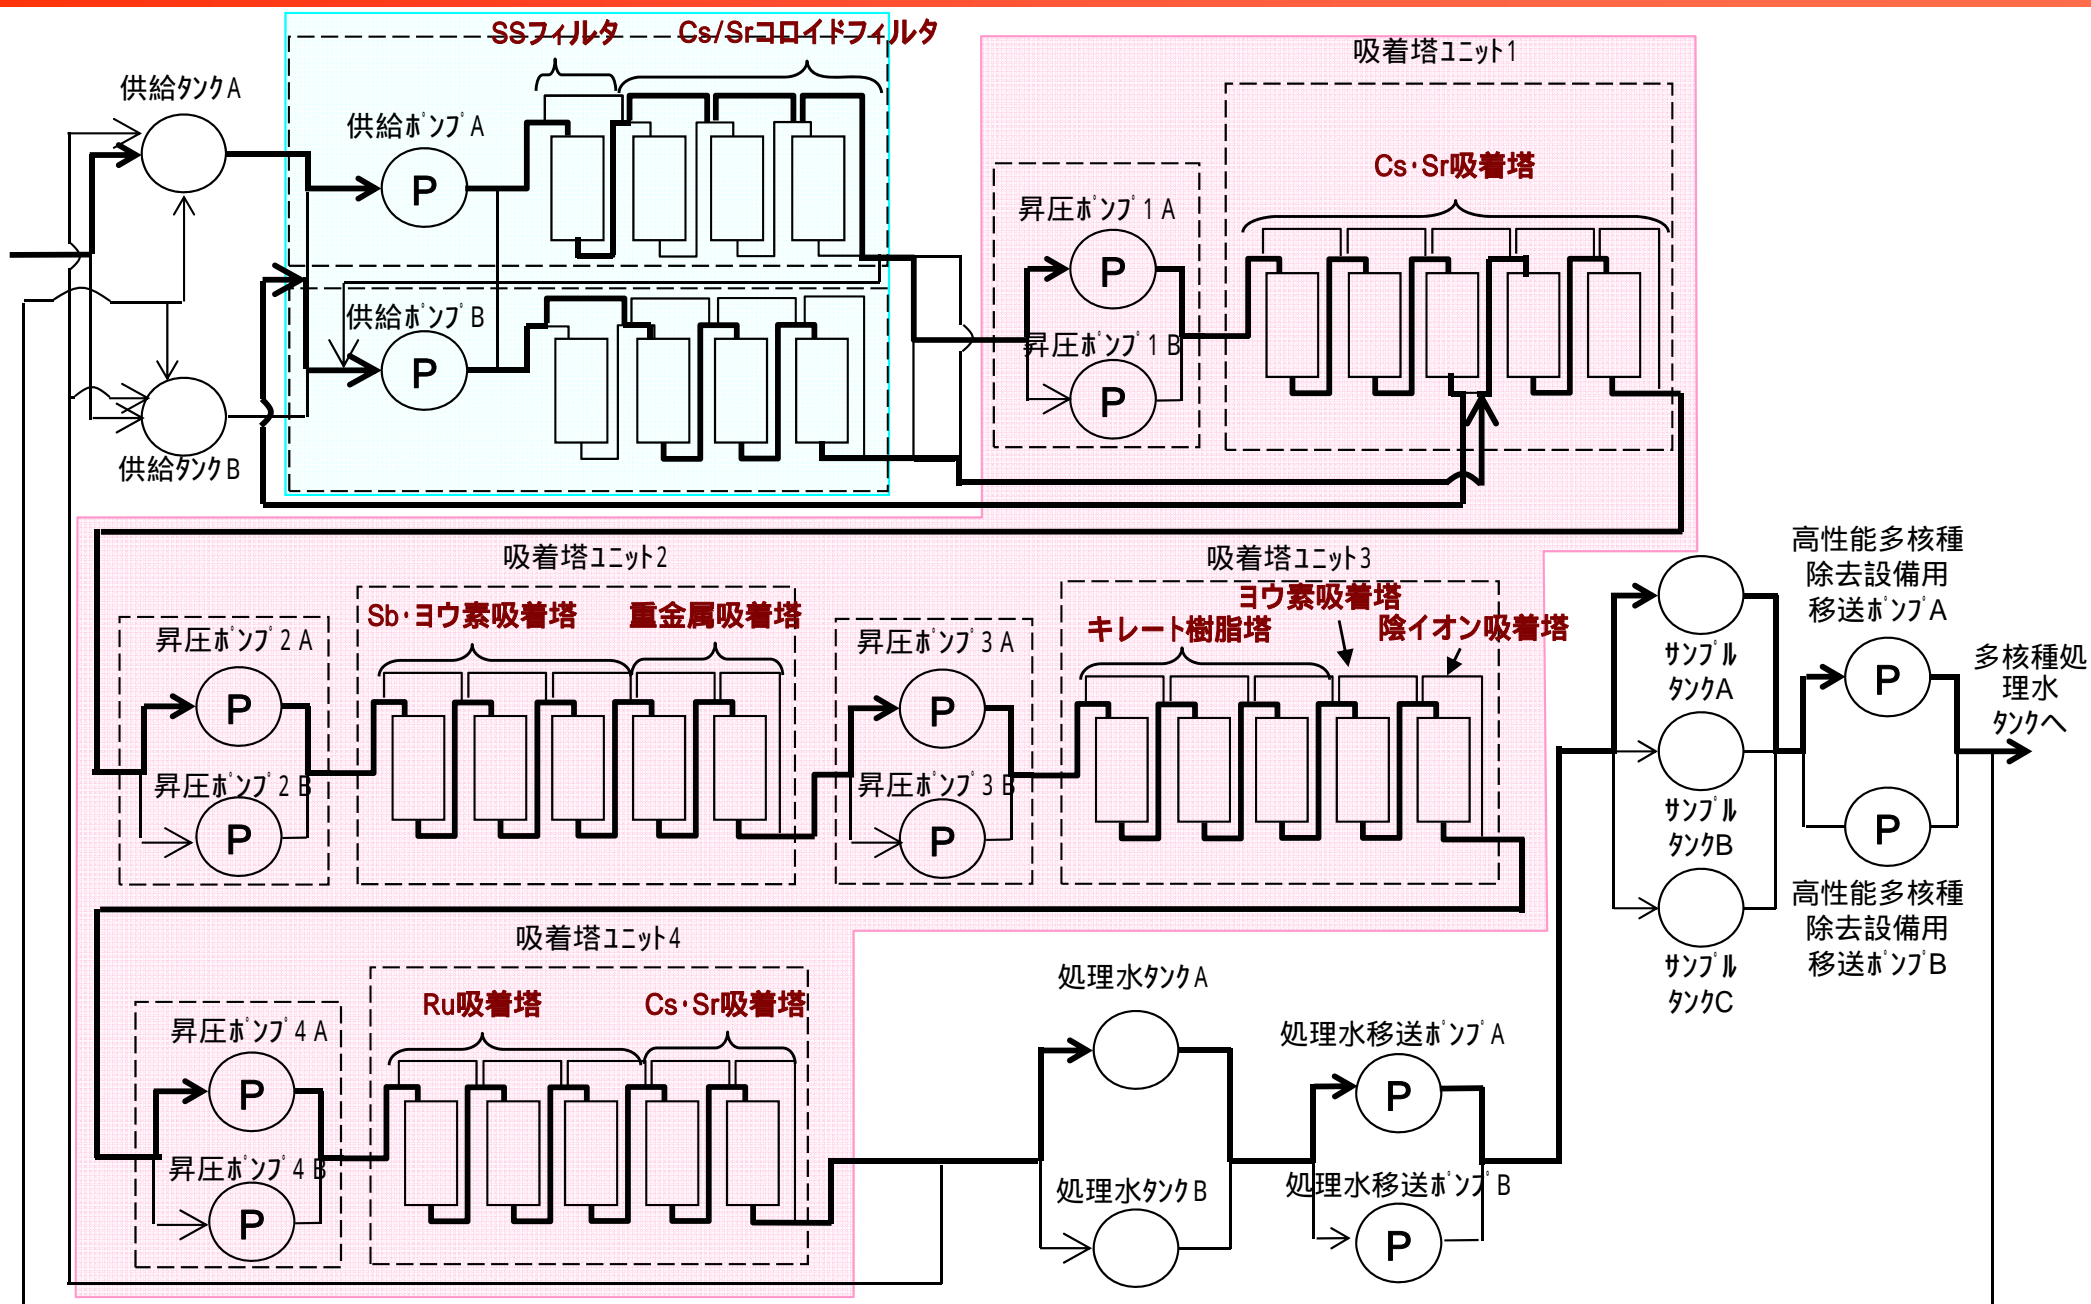 SSフィルタ
Cs/Srコロイドフィルタ
供給ﾀﾝｸA
供給ﾎﾟﾝﾌﾟA
P
供給ﾎﾟﾝﾌﾟB
P
供給ﾀﾝｸB
吸着塔ﾕﾆｯﾄ1
Cs･Sr吸着塔
昇圧ﾎﾟﾝﾌﾟ1A
P
昇圧ﾎﾟﾝﾌﾟ1B
P
吸着塔ﾕﾆｯﾄ2
Sb･ヨウ素吸着塔
重金属吸着塔
昇圧ﾎﾟﾝﾌﾟ2A
P
昇圧ﾎﾟﾝﾌﾟ2B
P
吸着塔ﾕﾆｯﾄ3
ヨウ素吸着塔
キレート樹脂塔
陰イオン吸着塔
昇圧ﾎﾟﾝﾌﾟ3A
P
昇圧ﾎﾟﾝﾌﾟ3B
P
吸着塔ﾕﾆｯﾄ4
Ru吸着塔
Cs･Sr吸着塔
昇圧ﾎﾟﾝﾌﾟ4A
P
昇圧ﾎﾟﾝﾌﾟ4B
P
処理水ﾀﾝｸA
処理水ﾀﾝｸB
処理水移送ﾎﾟﾝﾌﾟA
P
処理水移送ﾎﾟﾝﾌﾟB
P
ｻﾝﾌﾟﾙ
ﾀﾝｸA
ｻﾝﾌﾟﾙ
ﾀﾝｸB
ｻﾝﾌﾟﾙ
ﾀﾝｸC
高性能多核種
除去設備用
移送ﾎﾟﾝﾌﾟA
P
P
高性能多核種
除去設備用
移送ﾎﾟﾝﾌﾟB
多核種処
理水
ﾀﾝｸへ